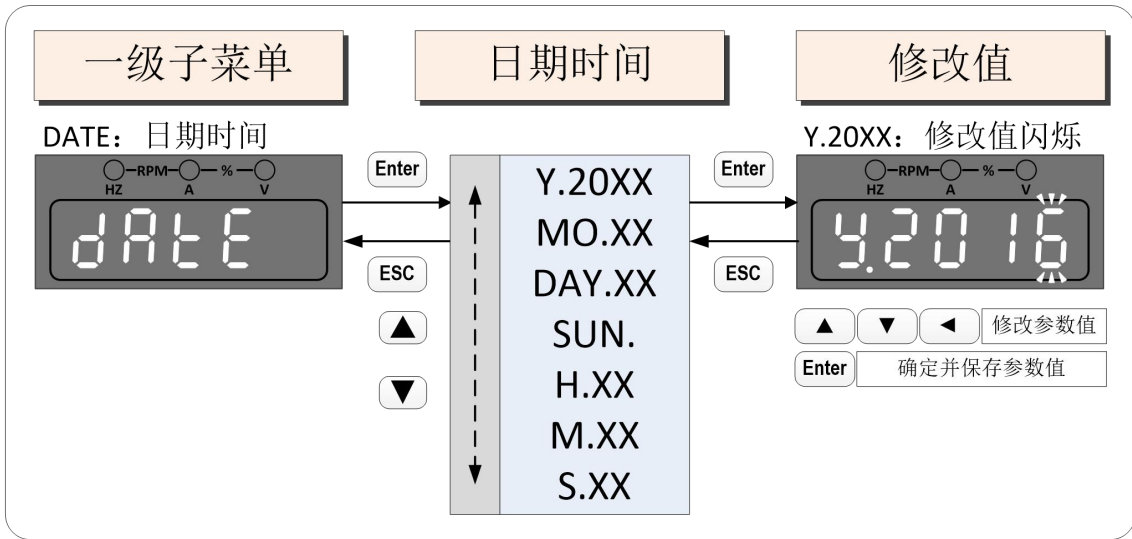 一级子菜单
日期时间
修改值
DATE：日期时间
HZ RPM A % V
dAtE
Enter
ESC
▲
▼
Y.20XX
MO.XX
DAY.XX
SUN.
H.XX
M.XX
S.XX
Enter
ESC
Y.20XX：修改值闪烁
HZ RPM A % V
y.2016
▲ ▼ ◄ 修改参数值
Enter 确定并保存参数值